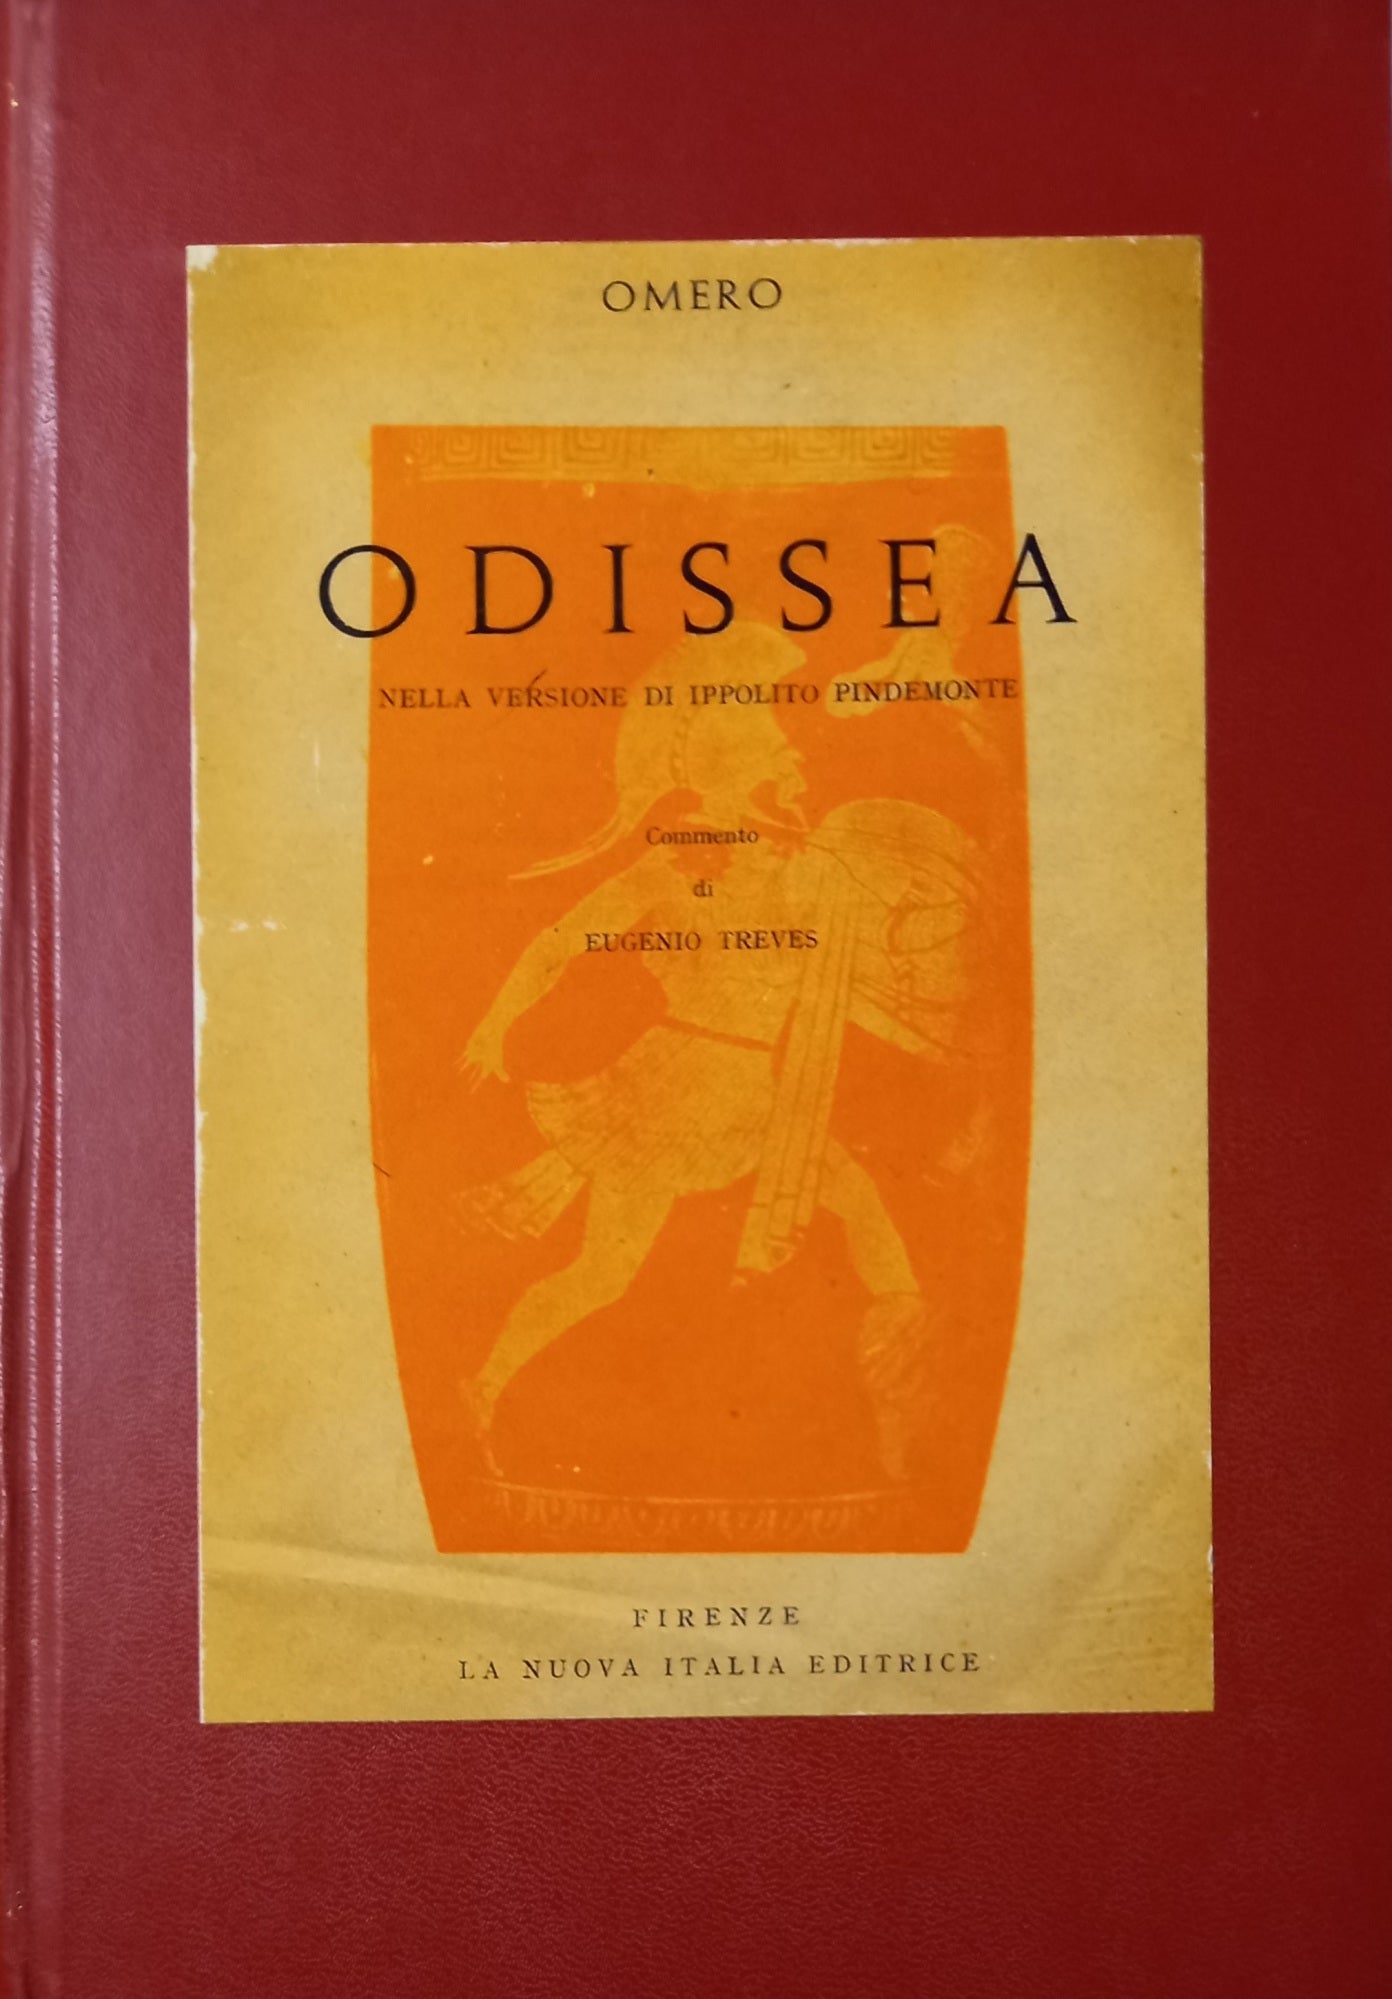 OMERO
ODISSEA
NELLA VERSIONE DI IPPOLITO PINDEMONTE
Commento
di
EUGENIO TREVES
FIRENZE
LA NUOVA ITALIA EDITRICE